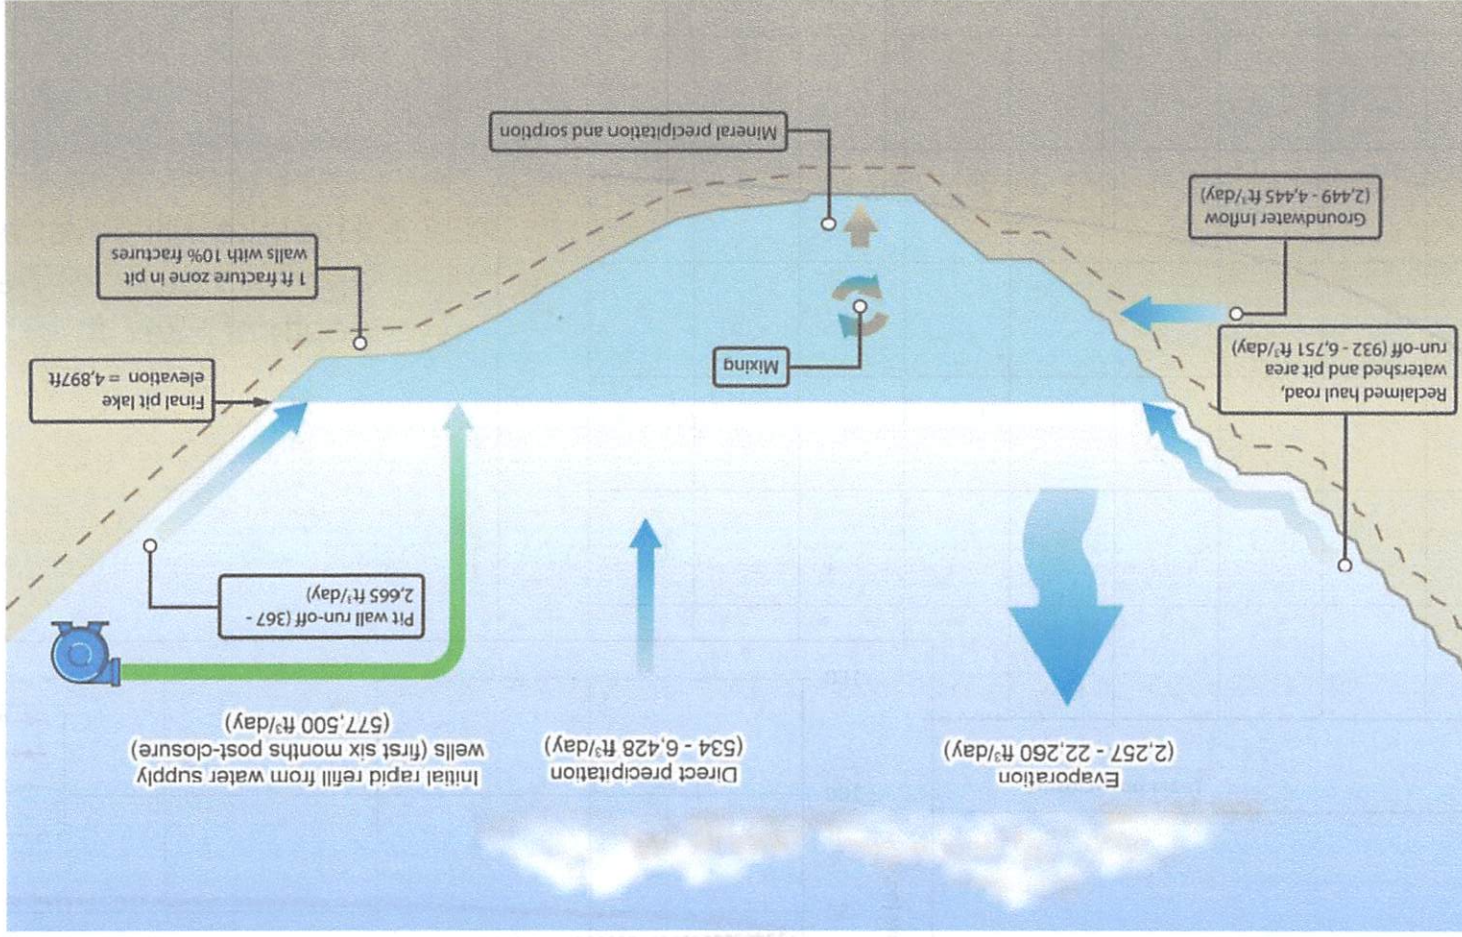 Evaporation
(2,257 - 22,260 ft³/day)
Direct precipitation
(534 - 6,428 ft³/day)
Initial rapid refill from water supply
wells (first six months post-closure)
(577,500 ft³/day)
Pit wall run-off (367 -
2,665 ft³/day)
Reclaimed haul road,
watershed and pit area
run-off (932 - 6,751 ft³/day)
Mixing
Final pit lake
elevation = 4,897ft
Groundwater Inflow
(2,449 - 4,445 ft³/day)
1 ft fracture zone in pit
walls with 10% fractures
Mineral precipitation and sorption